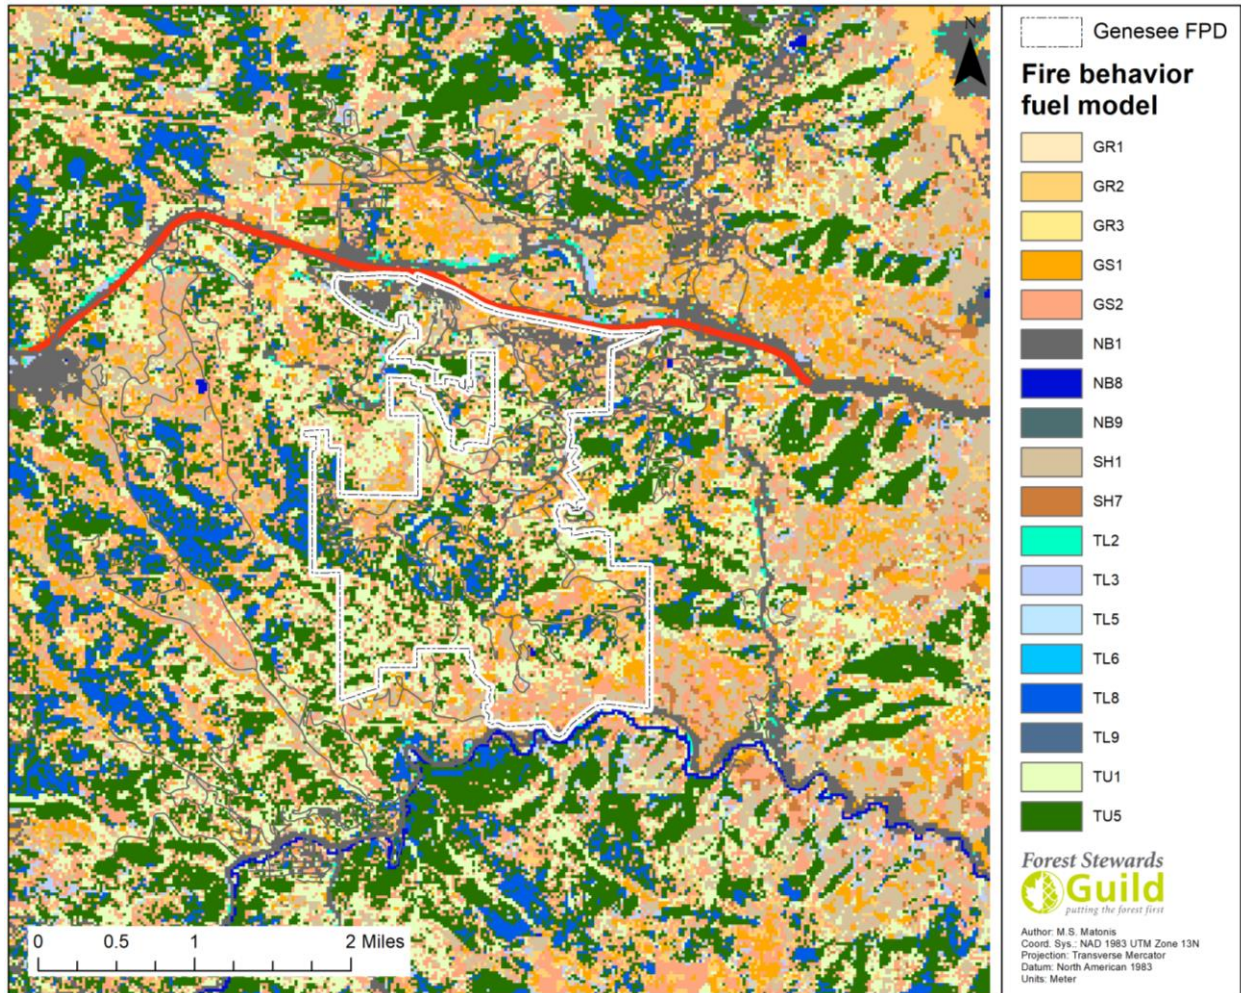 N
Genesee FPD
Fire behavior
fuel model
GR1
GR2
GR3
GS1
GS2
NB1
NB8
NB9
SH1
SH7
TL2
TL3
TL5
TL6
TL8
TL9
TU1
TU5
Forest Stewards
Guild
putting the forest first
Author: M.S. Matonis
Coord. Sys.: NAD 1983 UTM Zone 13N
Projection: Transverse Mercator
Datum: North American 1983
Units: Meter
0 0.5 1 2 Miles